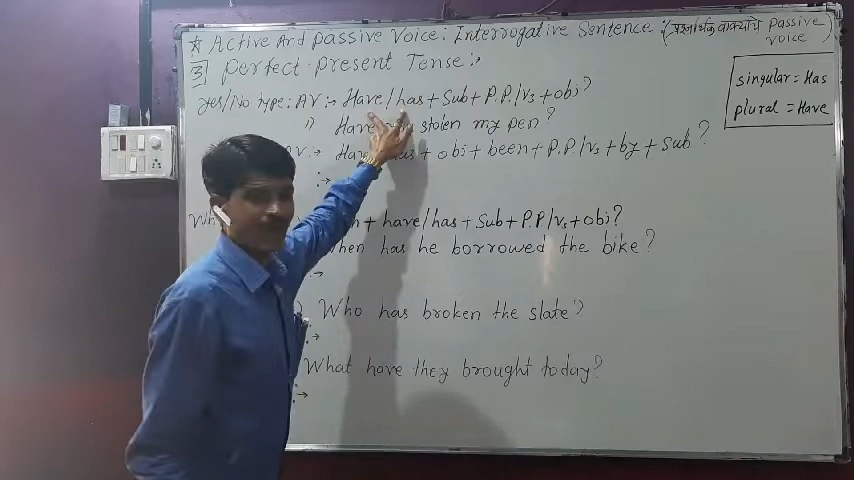 ★ Active And passive Voice: Interrogative Sentence: (प्रश्नार्थक वाक्याचे passive voice)
3] Perfect present Tense:
singular = Has
plural = Have
Yes/No type: AV:- Have/has + Sub + P.P./V3 + obj?
" Have stolen my pen?
V:- Have/has + obj + been + P.P/V3 + by + Sub?
:→
+ have/has + Sub + P.P/V3 + obj?
When has he borrowed the bike?
:→
Who has broken the slate?
:→
What have they brought today?
:→